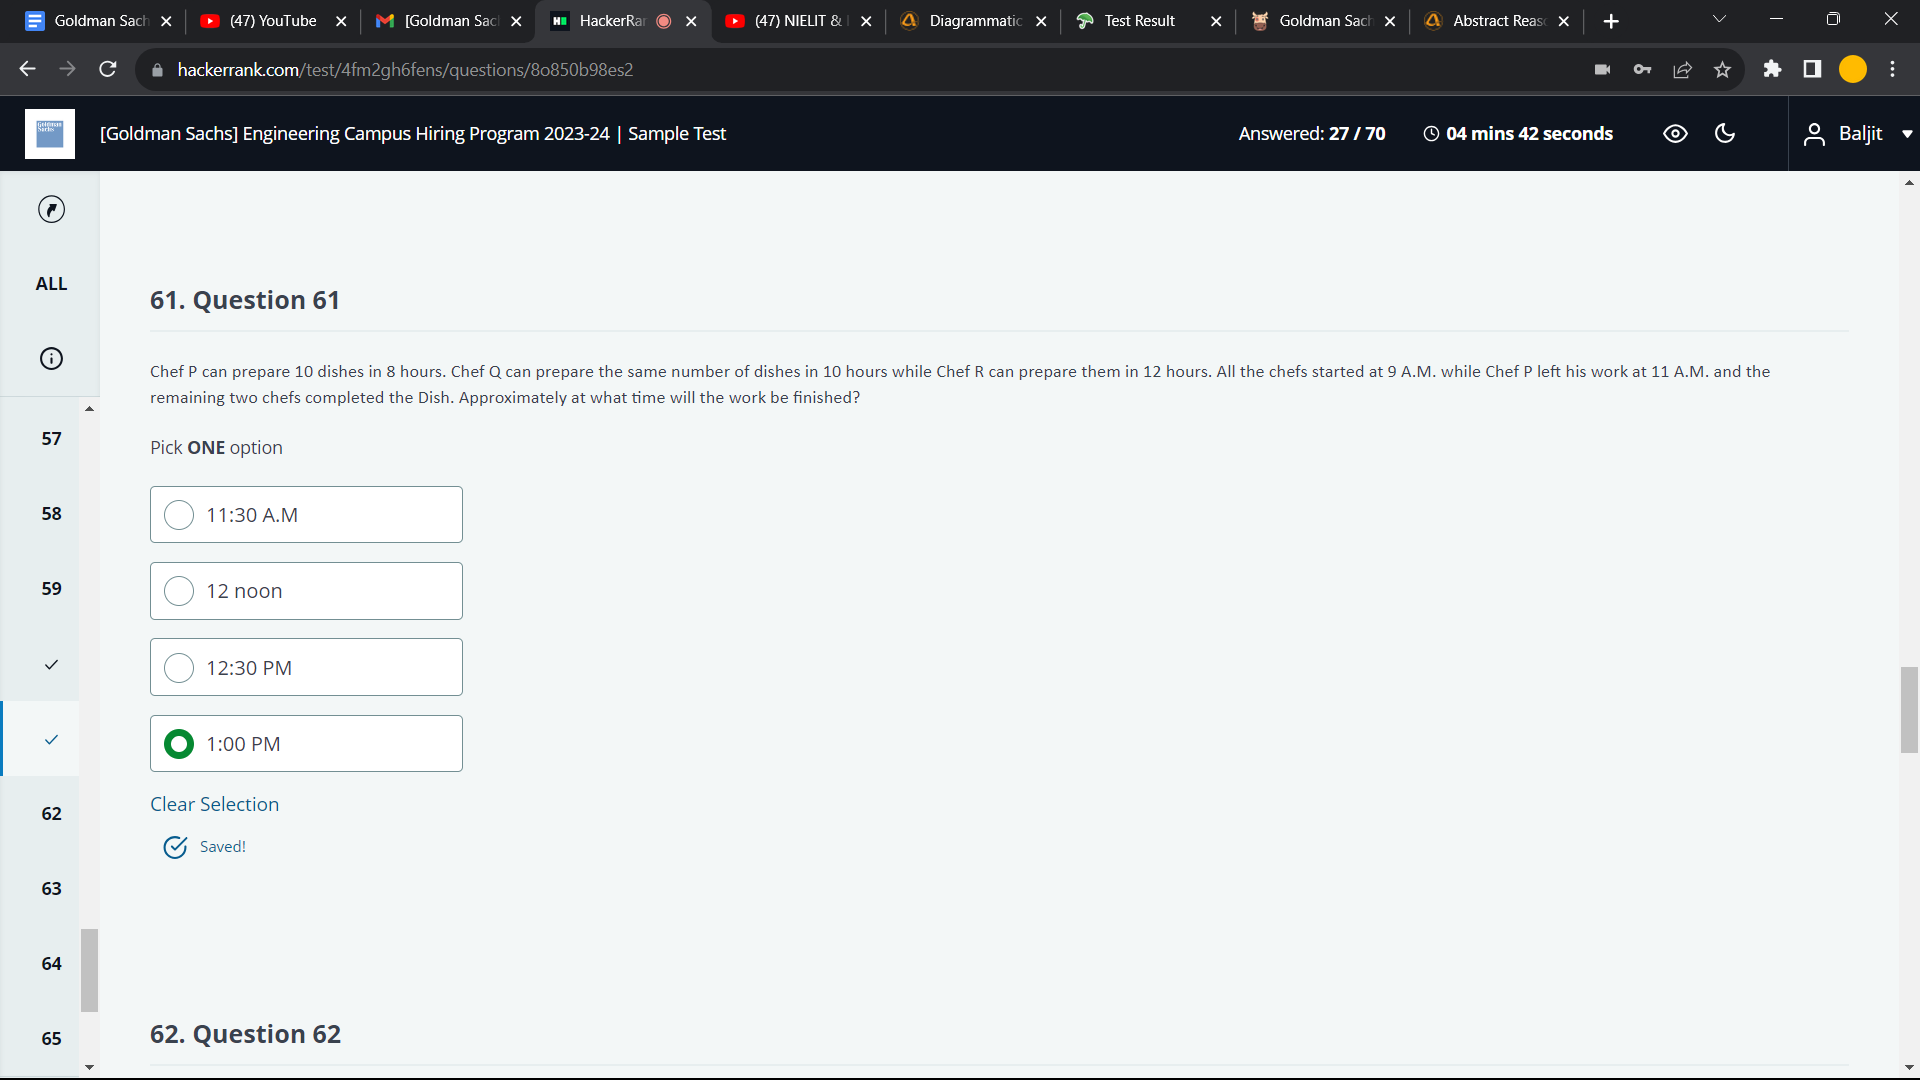 Goldman Sach
(47) YouTube
[Goldman Sac
HackerRan
(47) NIELIT &
Diagrammatic
Test Result
Goldman Sach
Abstract Reaso
hackerrank.com/test/4fm2gh6fens/questions/8o850b98es2
Goldman
Sachs
[Goldman Sachs] Engineering Campus Hiring Program 2023-24 | Sample Test
Answered: 27 / 70
04 mins 42 seconds
Baljit
ALL
57
58
59
62
63
64
65
61. Question 61
Chef P can prepare 10 dishes in 8 hours. Chef Q can prepare the same number of dishes in 10 hours while Chef R can prepare them in 12 hours. All the chefs started at 9 A.M. while Chef P left his work at 11 A.M. and the
remaining two chefs completed the Dish. Approximately at what time will the work be finished?
Pick ONE option
11:30 A.M
12 noon
12:30 PM
1:00 PM
Clear Selection
Saved!
62. Question 62